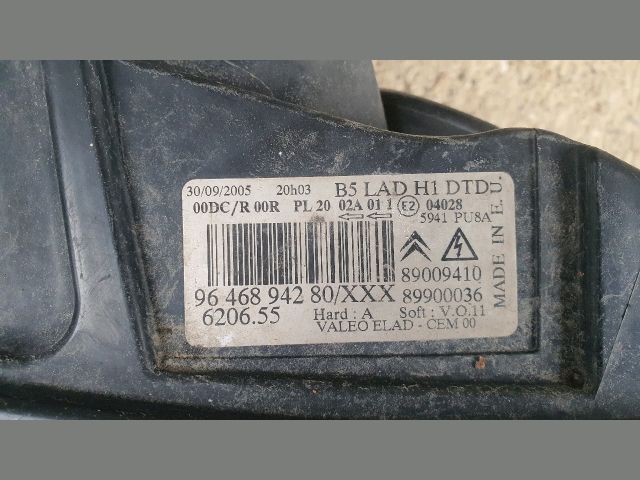 30/09/2005 20h03 B5 LAD H1 DTD
00DC/R 00R PL 20 02A 01 1 E2 04028
5941 PU8A
89009410
96 468 942 80/XXX 89900036
6206.55 Hard : A Soft : V.O.11
VALEO ELAD - CEM 00
MADE IN E.U.